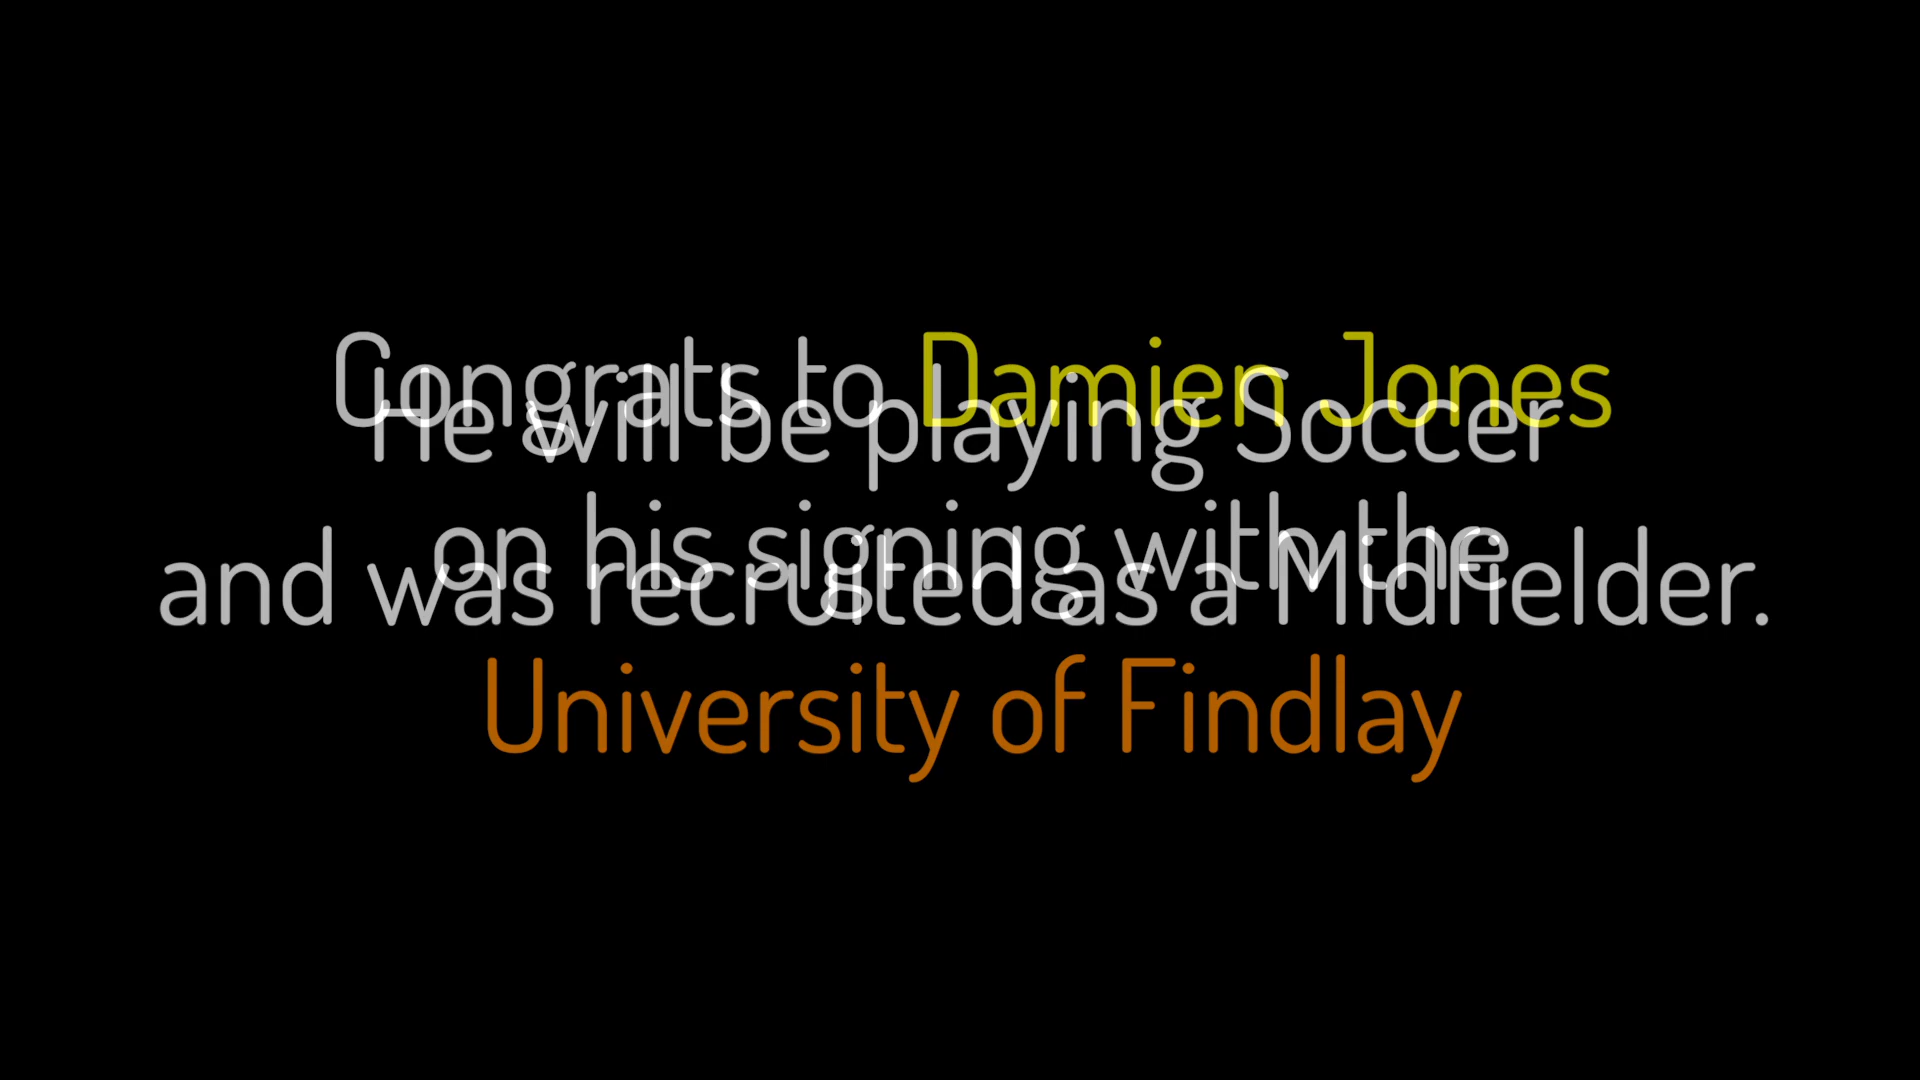 Congrats to Damien Jones
on his signing with the
University of Findlay
He will be playing Soccer
and was recruited as a Midfielder.